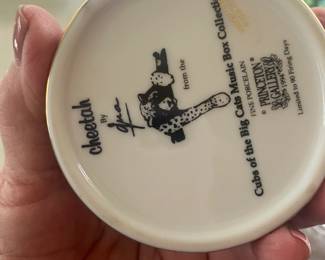 cheetah
By
from the
Cubs of the Big Cats Music Box Collection
FINE PORCELAIN
® PRINCETON ®
GALLERY
1994
Limited to 90 Firing Days